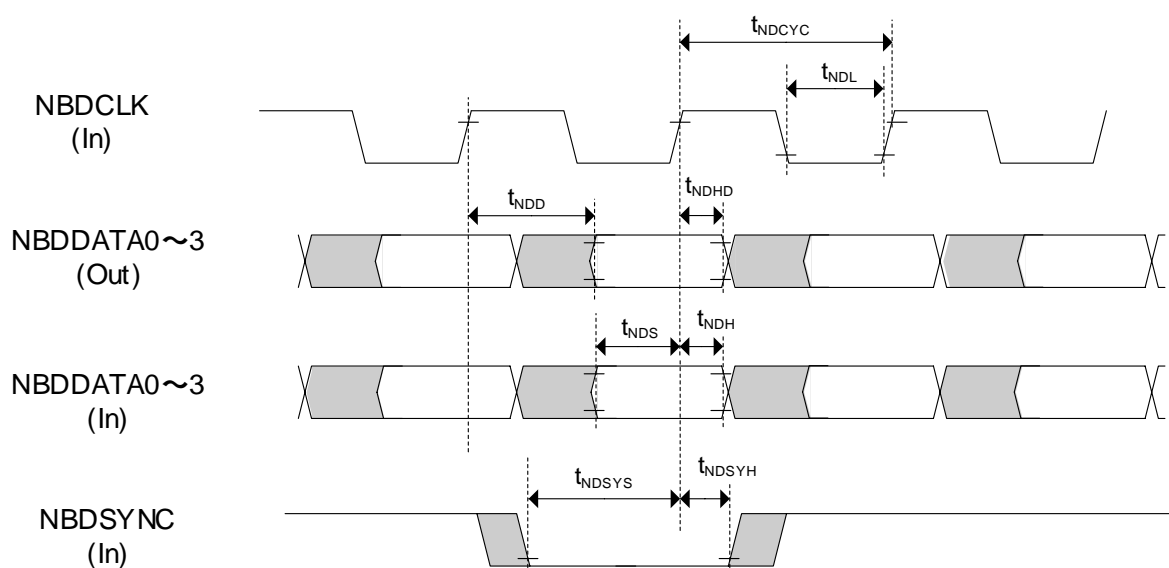 tNDCYC
tNDL
NBDCLK
(In)
tNDD
tNDHD
NBDDATA0～3
(Out)
tNDS
tNDH
NBDDATA0～3
(In)
tNDSYS
tNDSYH
NBDSYNC
(In)